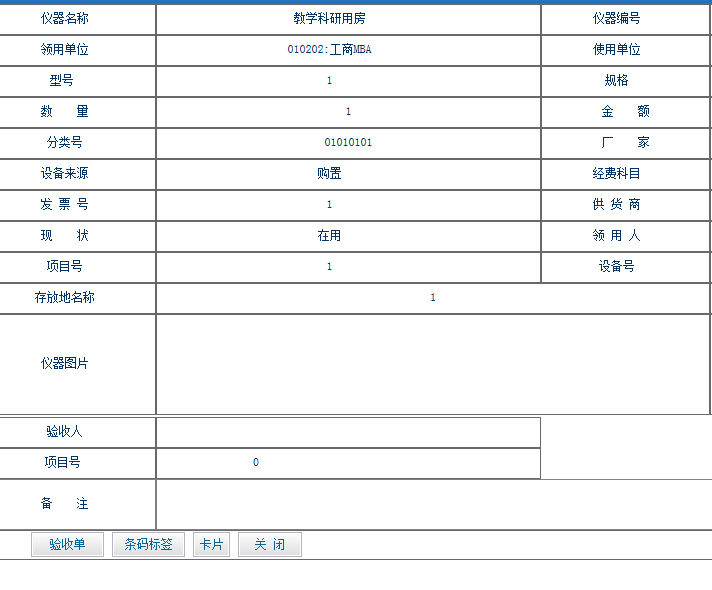 仪器名称 教学科研用房 仪器编号
领用单位 010202:工商MBA 使用单位
型号 1 规格
数 量 1 金 额
分类号 01010101 厂 家
设备来源 购置 经费科目
发 票 号 1 供 货 商
现 状 在用 领 用 人
项目号 1 设备号
存放地名称 1
仪器图片
验收人
项目号 0
备 注
验收单 条码标签 卡片 关 闭